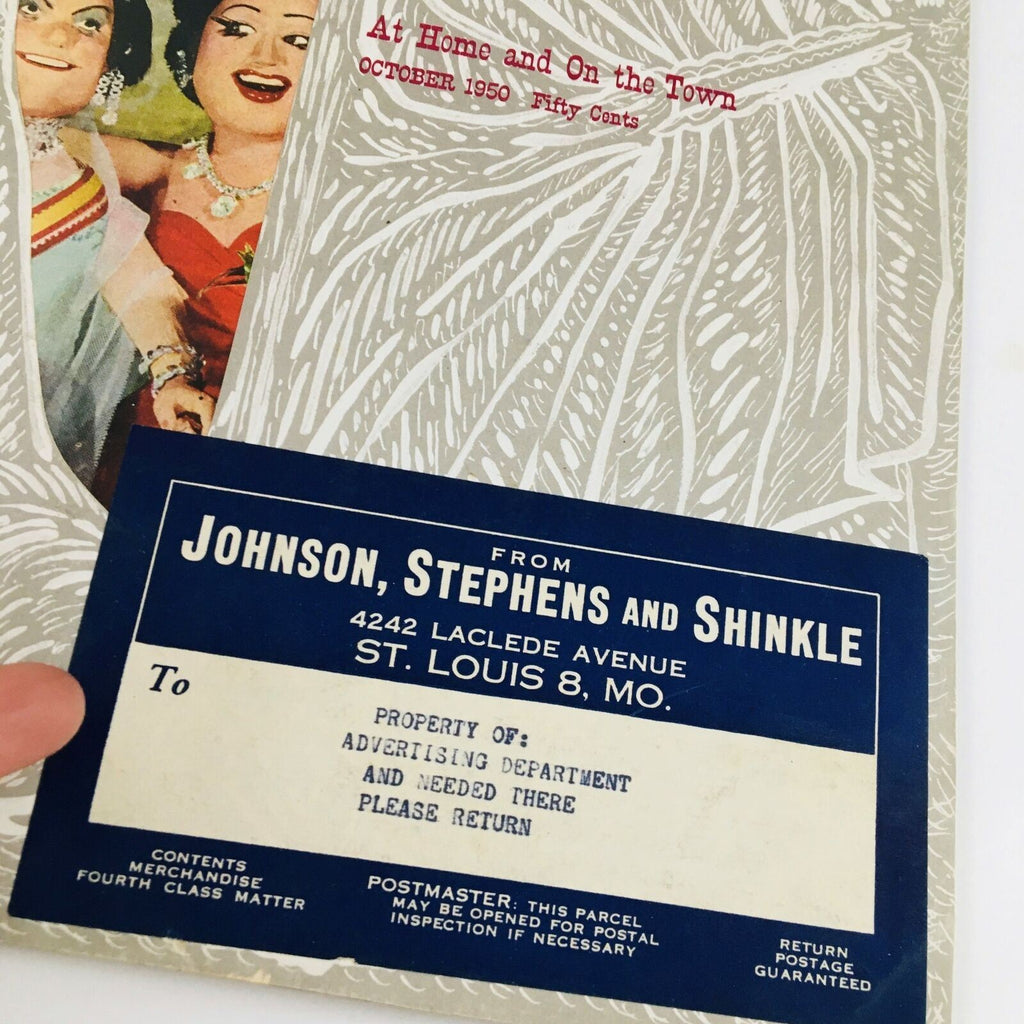 At Home and On the Town
OCTOBER 1950 Fifty Cents
FROM
JOHNSON, STEPHENS AND SHINKLE
4242 LACLEDE AVENUE
ST. LOUIS 8, MO.
To
PROPERTY OF:
ADVERTISING DEPARTMENT
AND NEEDED THERE
PLEASE RETURN
CONTENTS
MERCHANDISE
FOURTH CLASS MATTER
POSTMASTER: THIS PARCEL
MAY BE OPENED FOR POSTAL
INSPECTION IF NECESSARY
RETURN
POSTAGE
GUARANTEED